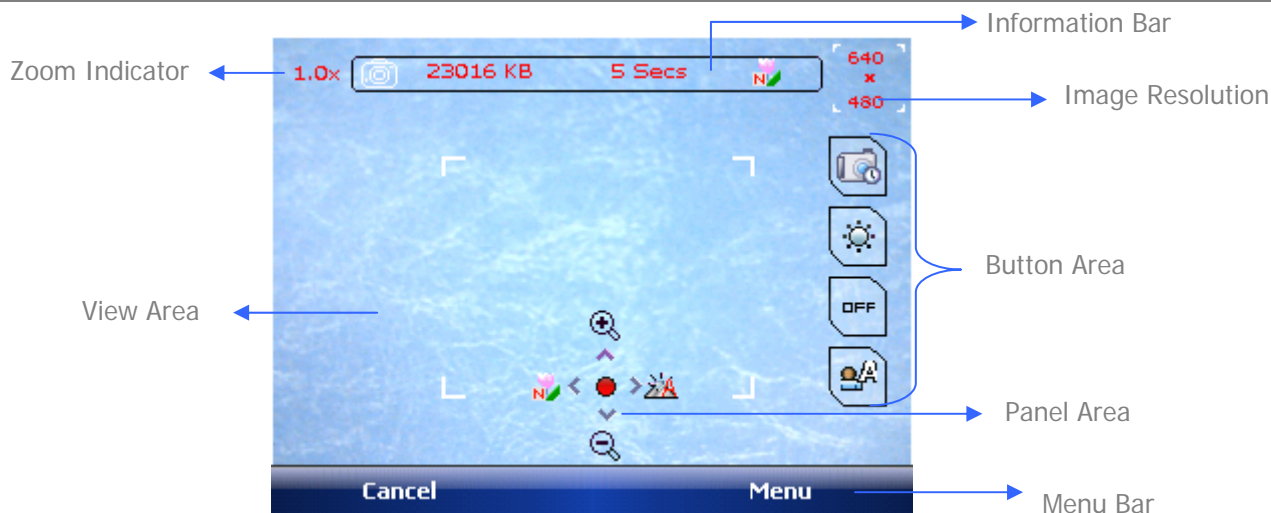 Information Bar
Zoom Indicator
1.0x
23016 KB
5 Secs
N
640
x
480
Image Resolution
Button Area
OFF
A
View Area
N
A
Panel Area
Cancel
Menu
Menu Bar